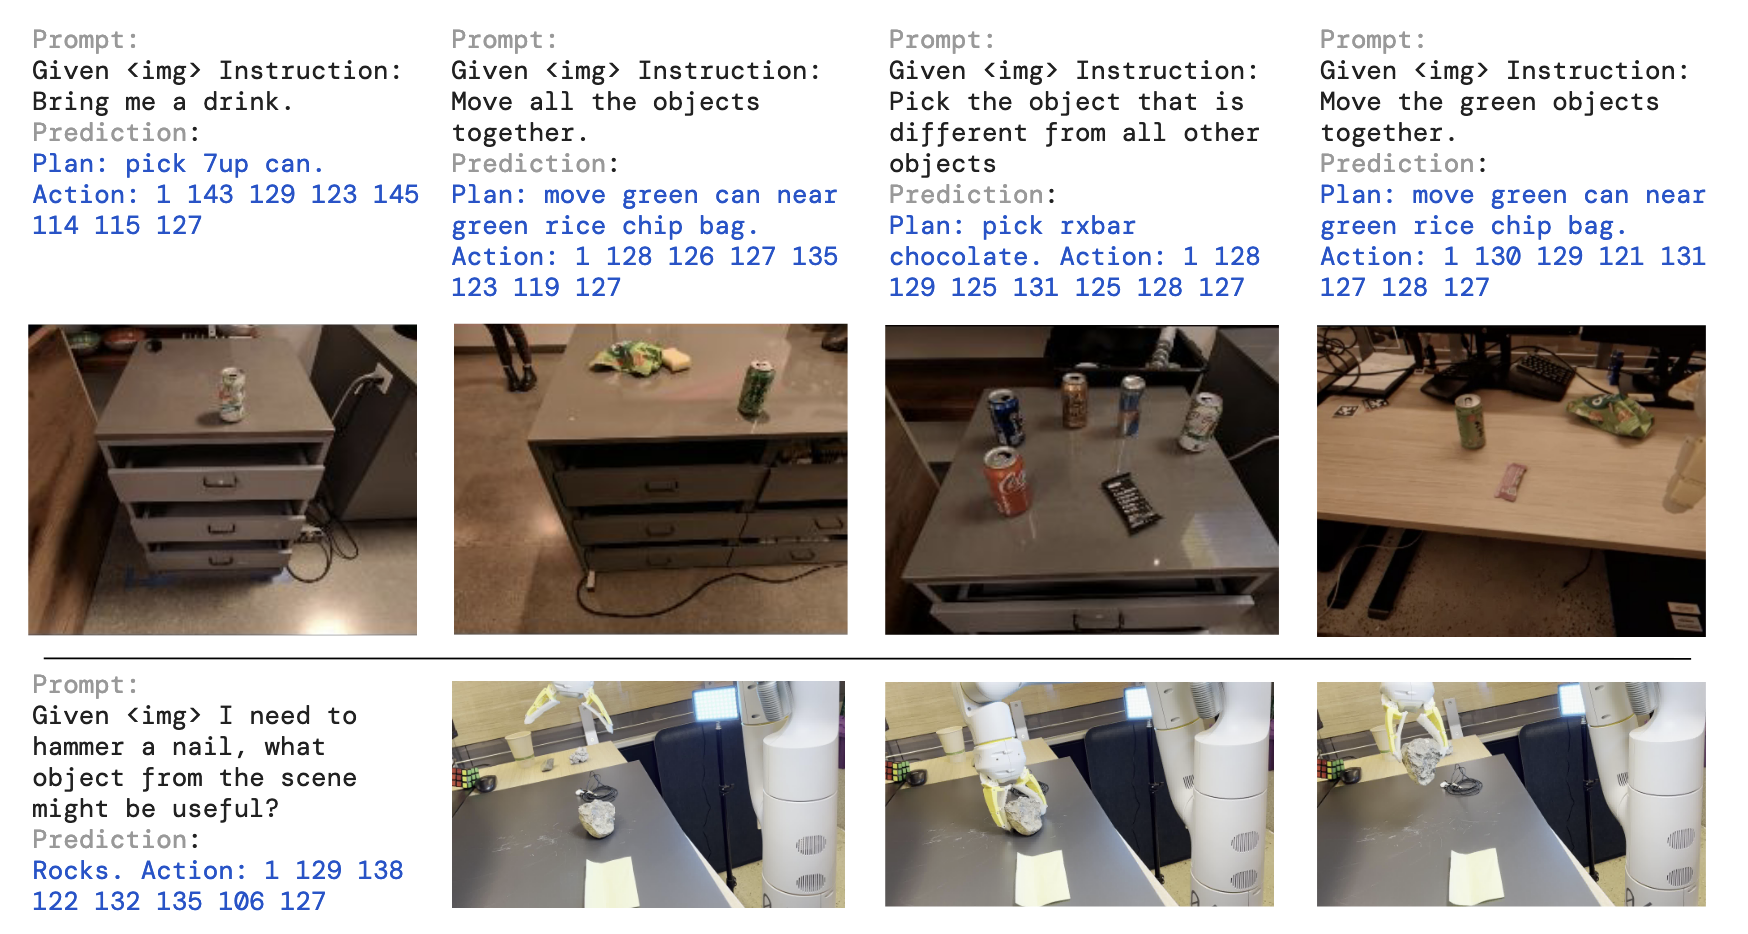 Prompt:
Given <img> Instruction:
Bring me a drink.
Prediction:
Plan: pick 7up can.
Action: 1 143 129 123 145
114 115 127
Prompt:
Given <img> Instruction:
Move all the objects
together.
Prediction:
Plan: move green can near
green rice chip bag.
Action: 1 128 126 127 135
123 119 127
Prompt:
Given <img> Instruction:
Pick the object that is
different from all other
objects
Prediction:
Plan: pick rxbar
chocolate. Action: 1 128
129 125 131 125 128 127
Prompt:
Given <img> Instruction:
Move the green objects
together.
Prediction:
Plan: move green can near
green rice chip bag.
Action: 1 130 129 121 131
127 128 127
Prompt:
Given <img> I need to
hammer a nail, what
object from the scene
might be useful?
Prediction:
Rocks. Action: 1 129 138
122 132 135 106 127